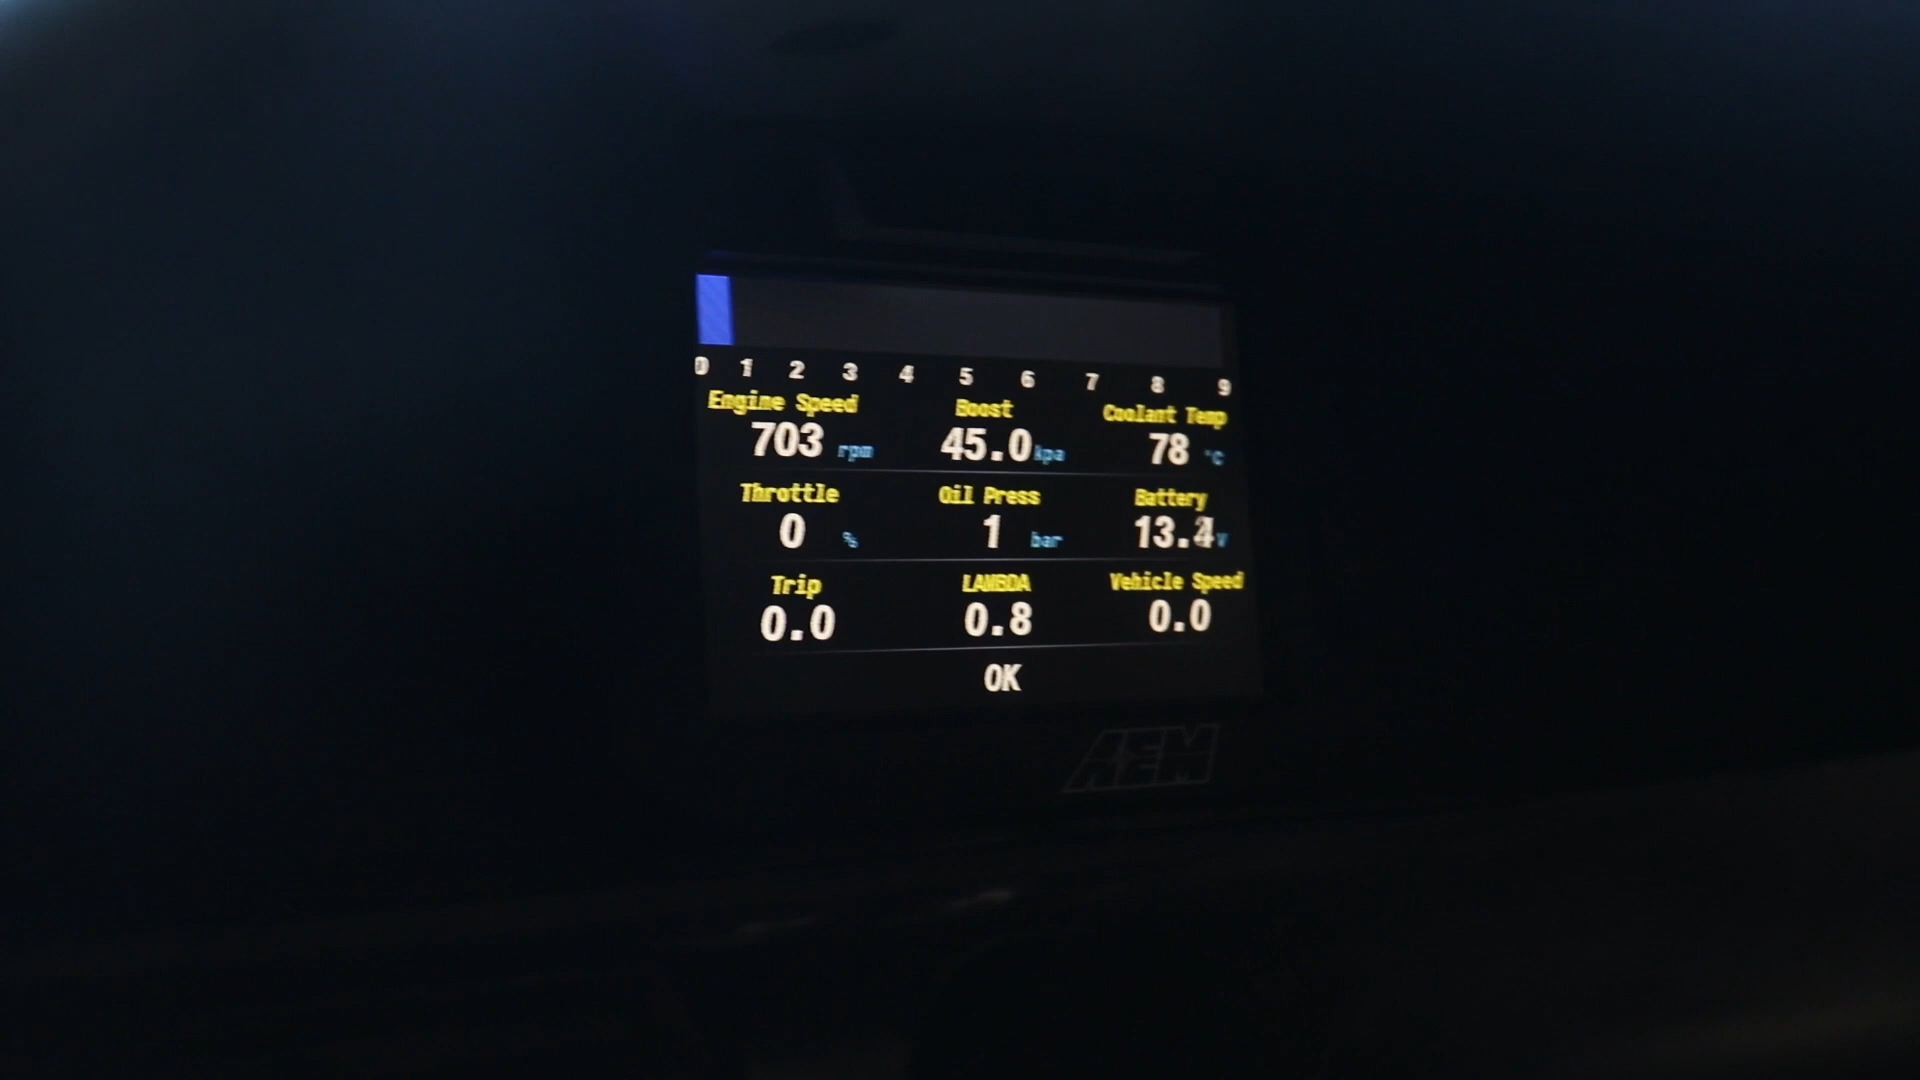 0 1 2 3 4 5 6 7 8 9
Engine Speed Boost Coolant Temp
703 rpm 45.0 kpa 78 °C
Throttle Oil Press Battery
0 % 1 bar V
Trip LAMBDA Vehicle Speed
0.0 0.8 0.0
OK
AEM